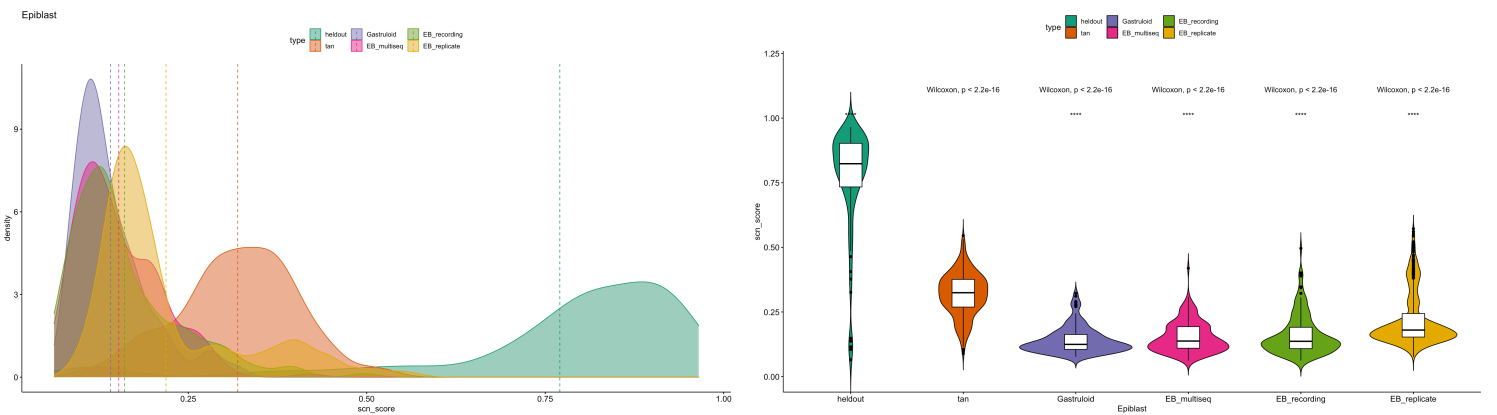 Epiblast
type
heldout
Gastruloid
EB_recording
tan
EB_multiseq
EB_replicate
density
9
6
3
0
0.25
0.50
0.75
1.00
scn_score
type
heldout
Gastruloid
EB_recording
tan
EB_multiseq
EB_replicate
scn_score
1.25
1.00
0.75
0.50
0.25
0.00
Wilcoxon, p < 2.2e-16
Wilcoxon, p < 2.2e-16
Wilcoxon, p < 2.2e-16
Wilcoxon, p < 2.2e-16
Wilcoxon, p < 2.2e-16
****
****
****
****
****
heldout
tan
Gastruloid
EB_multiseq
EB_recording
EB_replicate
Epiblast